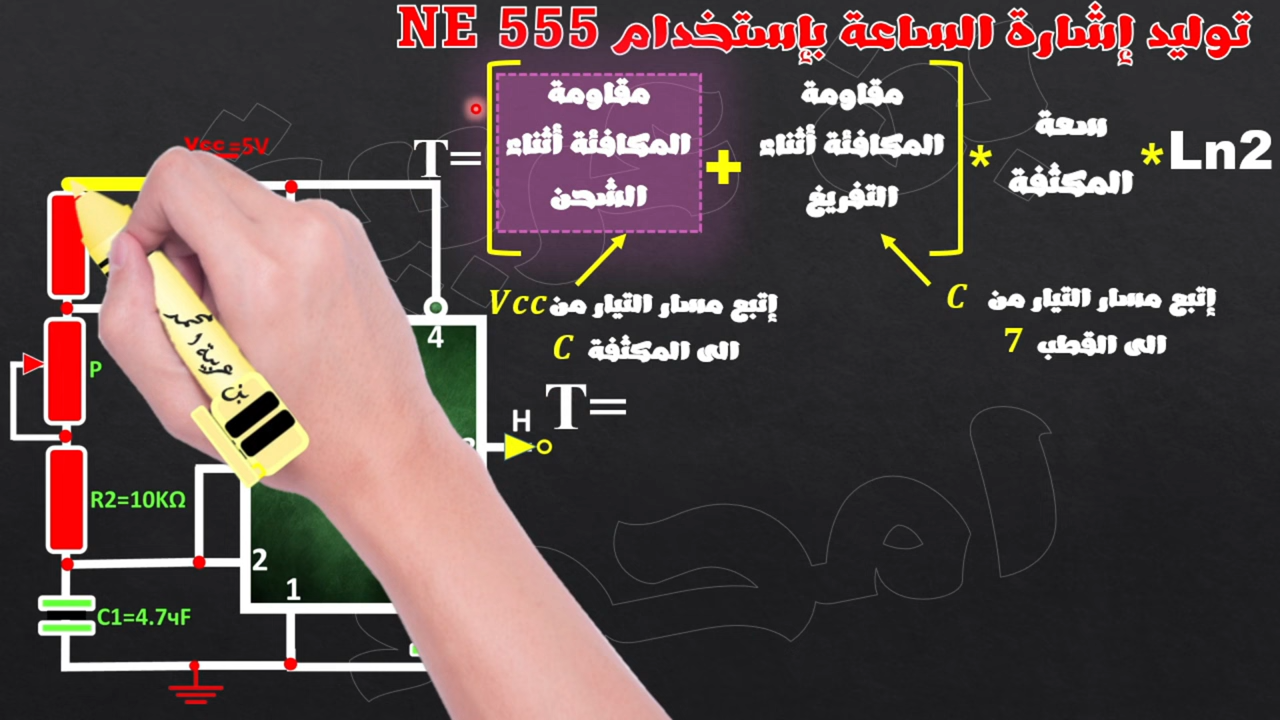 توليد إشارة الساعة بإستخدام NE 555
T=
مقاومة
المكافئة أثناء
الشحن
+
مقاومة
المكافئة أثناء
التفريغ
*
سعة
المكثفة
*Ln2
إتبع مسار التيار من Vcc
الى المكثفة C
إتبع مسار التيار من C
الى القطب 7
T=
Vcc=5V
P
R2=10KΩ
C1=4.7чF
4
2
1
H